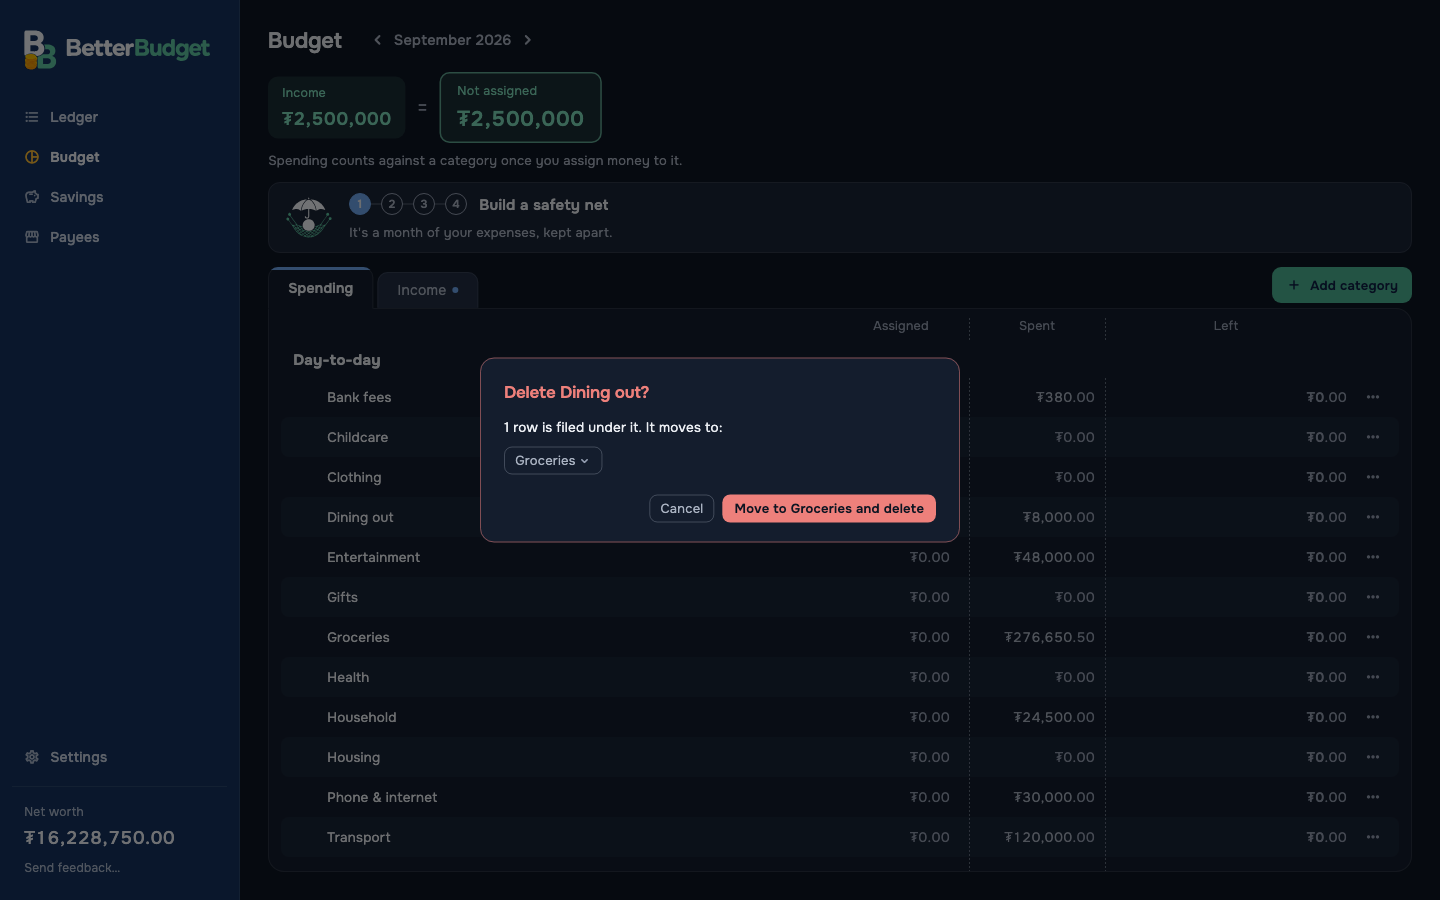 BetterBudget
Ledger
Budget
Savings
Payees
Settings
Net worth
₮16,228,750.00
Send feedback...
Budget
September 2026
Income
₮2,500,000
=
Not assigned
₮2,500,000
Spending counts against a category once you assign money to it.
1 2 3 4 Build a safety net
It's a month of your expenses, kept apart.
Spending
Income
+ Add category
Assigned Spent Left
Day-to-day
Bank fees ₮380.00 ₮0.00
Childcare ₮0.00 ₮0.00
Clothing ₮0.00 ₮0.00
Dining out ₮8,000.00 ₮0.00
Entertainment ₮0.00 ₮48,000.00 ₮0.00
Gifts ₮0.00 ₮0.00 ₮0.00
Groceries ₮0.00 ₮276,650.50 ₮0.00
Health ₮0.00 ₮0.00 ₮0.00
Household ₮0.00 ₮24,500.00 ₮0.00
Housing ₮0.00 ₮0.00 ₮0.00
Phone & internet ₮0.00 ₮30,000.00 ₮0.00
Transport ₮0.00 ₮120,000.00 ₮0.00
Delete Dining out?
1 row is filed under it. It moves to:
Groceries
Cancel
Move to Groceries and delete